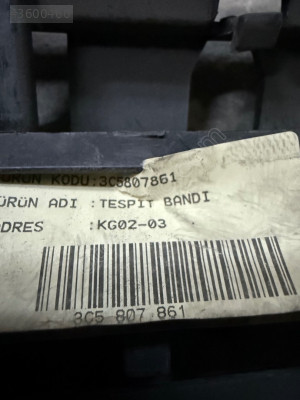 ÜRÜN KODU:3C5807861
ÜRÜN ADI :TESPİT BANDI
ADRES :KG02-03
3C5 807 861